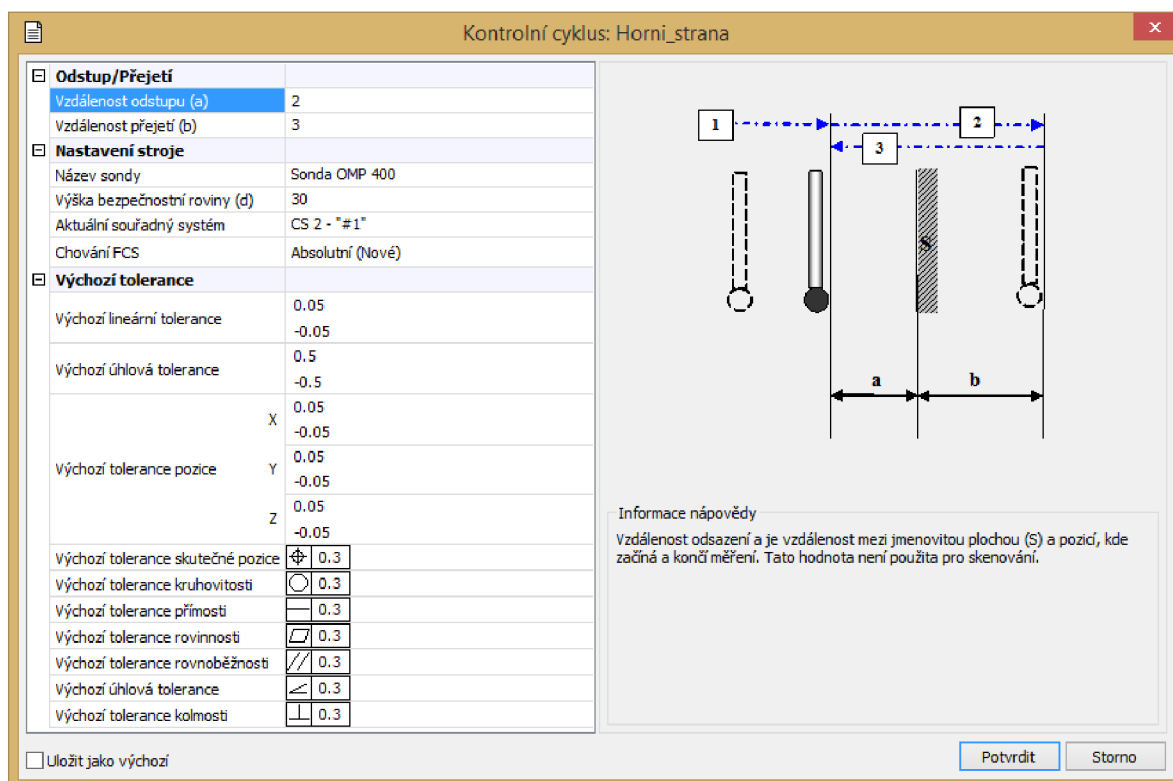 Kontrolní cyklus: Horni_strana
Odstup/Přejetí
Vzdálenost odstupu (a) 2
Vzdálenost přejetí (b) 3
Nastavení stroje
Název sondy Sonda OMP 400
Výška bezpečnostní roviny (d) 30
Aktuální souřadný systém CS 2 - "#1"
Chování FCS Absolutní (Nové)
Výchozí tolerance
Výchozí lineární tolerance 0.05
-0.05
Výchozí úhlová tolerance 0.5
-0.5
Výchozí tolerance pozice X 0.05
-0.05
Y 0.05
-0.05
Z 0.05
-0.05
Výchozí tolerance skutečné pozice 0.3
Výchozí tolerance kruhovitosti 0.3
Výchozí tolerance přímosti 0.3
Výchozí tolerance rovinnosti 0.3
Výchozí tolerance rovnoběžnosti 0.3
Výchozí úhlová tolerance 0.3
Výchozí tolerance kolmosti 0.3
1
2
3
S
a
b
Informace nápovědy
Vzdálenost odsazení a je vzdálenost mezi jmenovitou plochou (S) a pozicí, kde
začíná a končí měření. Tato hodnota není použita pro skenování.
Uložit jako výchozí
Potvrdit
Storno